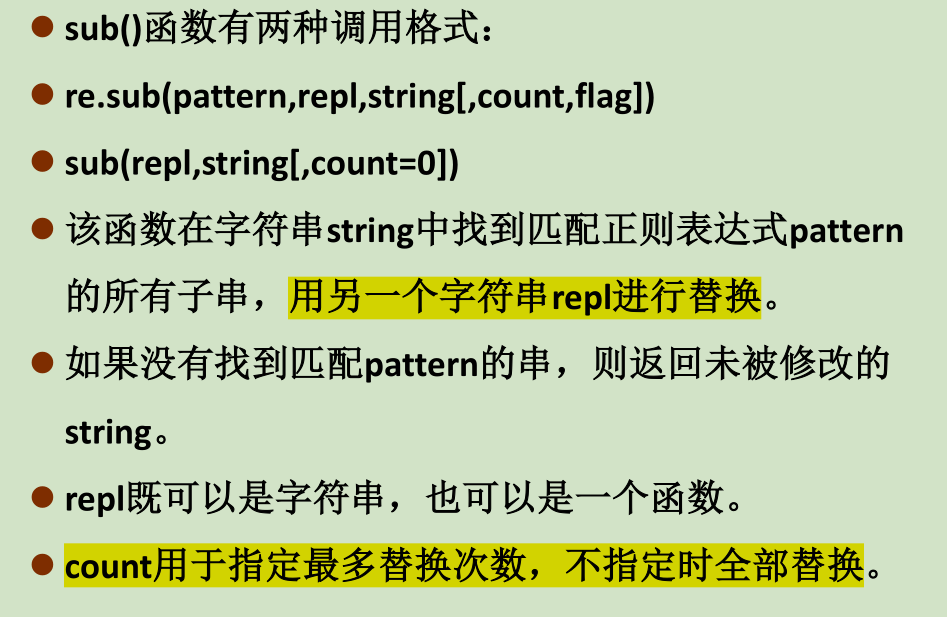 sub()函数有两种调用格式：
re.sub(pattern,repl,string[,count,flag])
sub(repl,string[,count=0])
该函数在字符串string中找到匹配正则表达式pattern
的所有子串，用另一个字符串repl进行替换。
如果没有找到匹配pattern的串，则返回未被修改的
string。
repl既可以是字符串，也可以是一个函数。
count用于指定最多替换次数，不指定时全部替换。